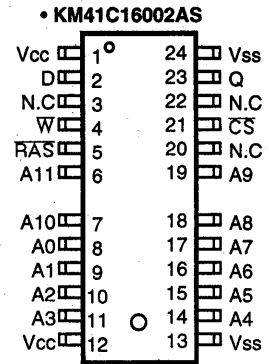 • KM41C16002AS
Vcc 1 24 Vss
D 2 23 Q
N.C 3 22 N.C
W̅ 4 21 C̅S̅
R̅A̅S̅ 5 20 N.C
A11 6 19 A9
A10 7 18 A8
A0 8 17 A7
A1 9 16 A6
A2 10 15 A5
A3 11 14 A4
Vcc 12 13 Vss